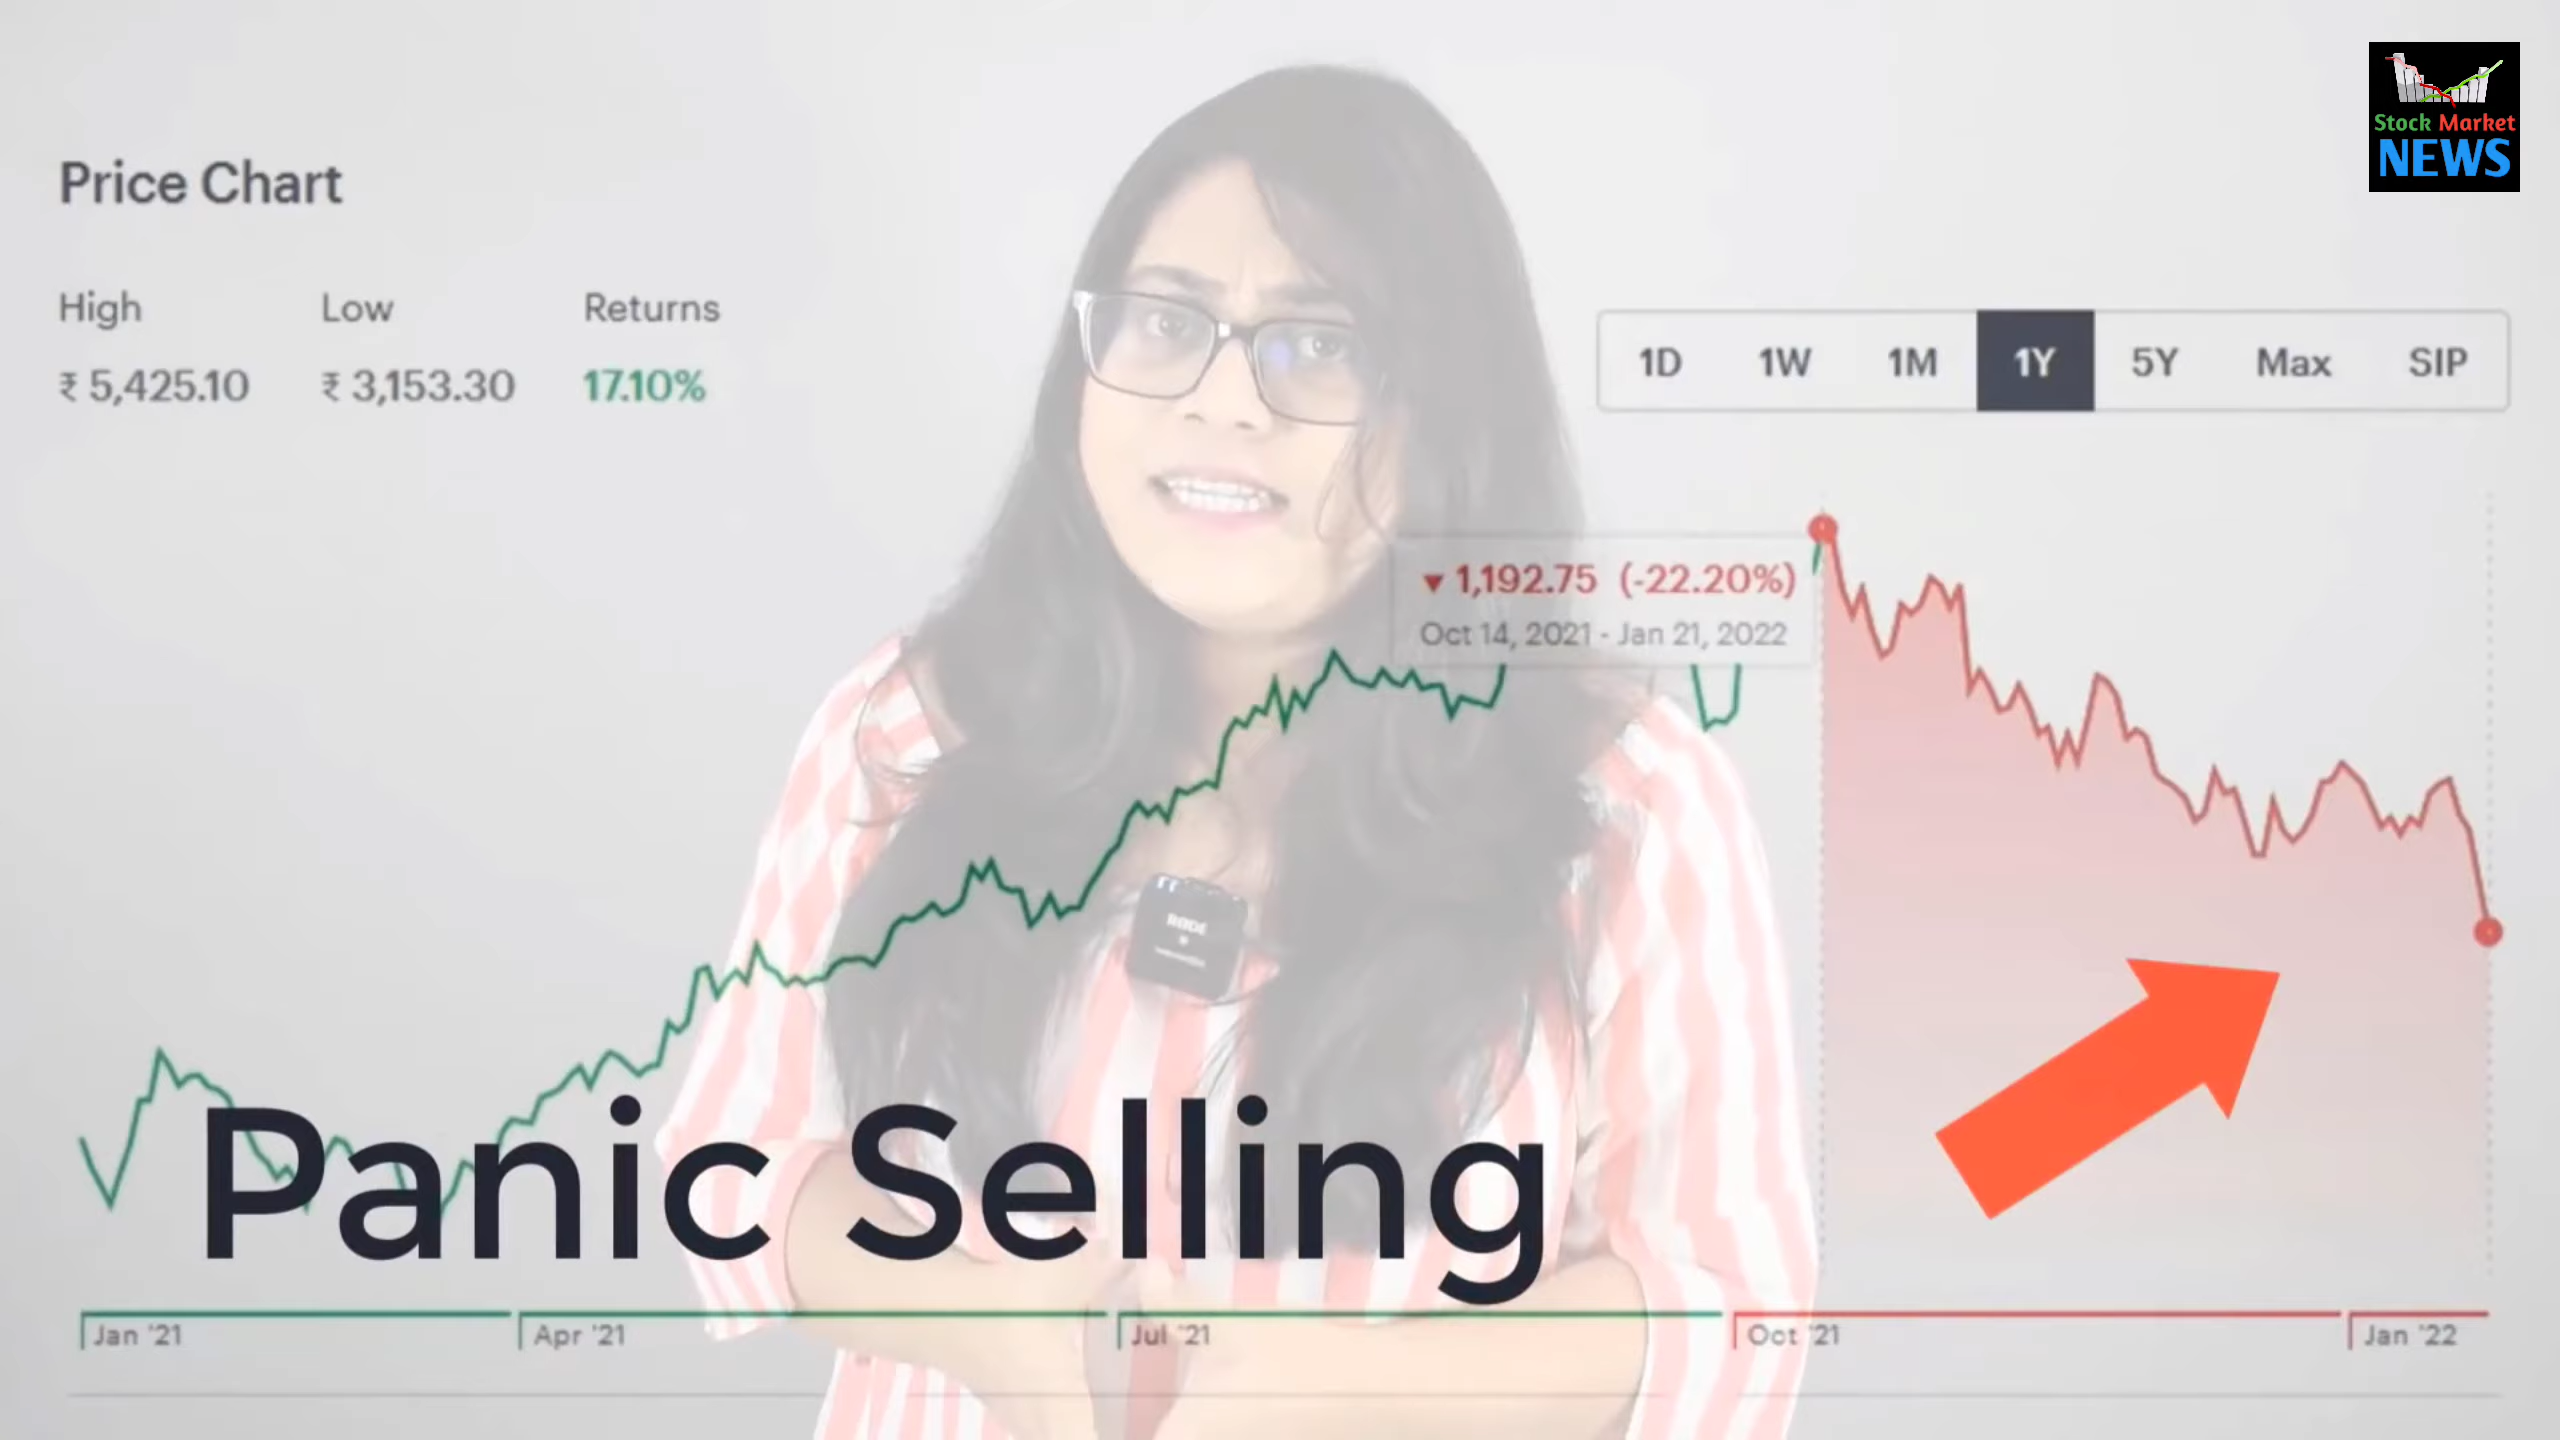 Stock Market
NEWS
Price Chart
High Low Returns
₹ 5,425.10 ₹ 3,153.30 17.10%
1D 1W 1M 1Y 5Y Max SIP
▼ 1,192.75 (-22.20%)
Oct 14, 2021 - Jan 21, 2022
RØDE
Panic Selling
Jan '21 Apr '21 Jul '21 Oct '21 Jan '22